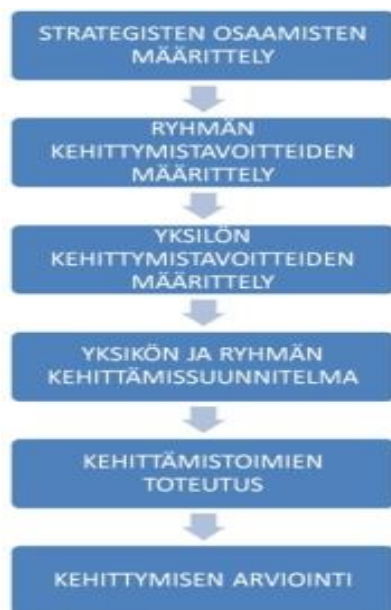 STRATEGISTEN OSAAMISTEN
MÄÄRITTELY
RYHMÄN
KEHITTYMISTAVOITTEIDEN
MÄÄRITTELY
YKSILÖN
KEHITTYMISTAVOITTEIDEN
MÄÄRITTELY
YKSIKÖN JA RYHMÄN
KEHITTÄMISSUUNNITELMA
KEHITTÄMISTOIMIEN
TOTEUTUS
KEHITTYMISEN ARVIOINTI